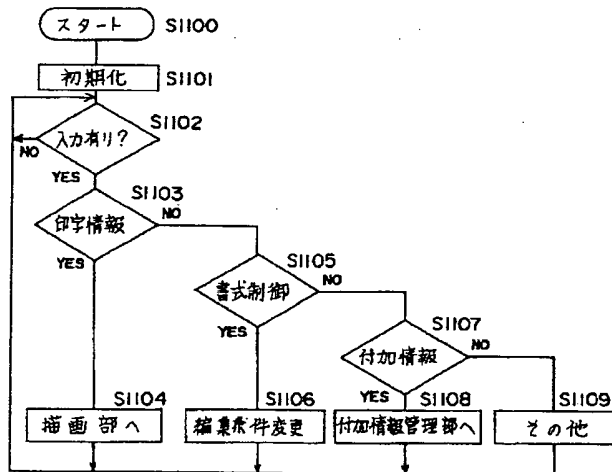 スタート S1100
初期化 S1101
S1102
入力有り?
NO
YES
S1103
印字情報
NO
YES
S1105
書式制御
NO
YES
S1107
付加情報
NO
YES
S1104
描画部へ
S1106
編集条件変更
S1108
付加情報管理部へ
S1109
その他